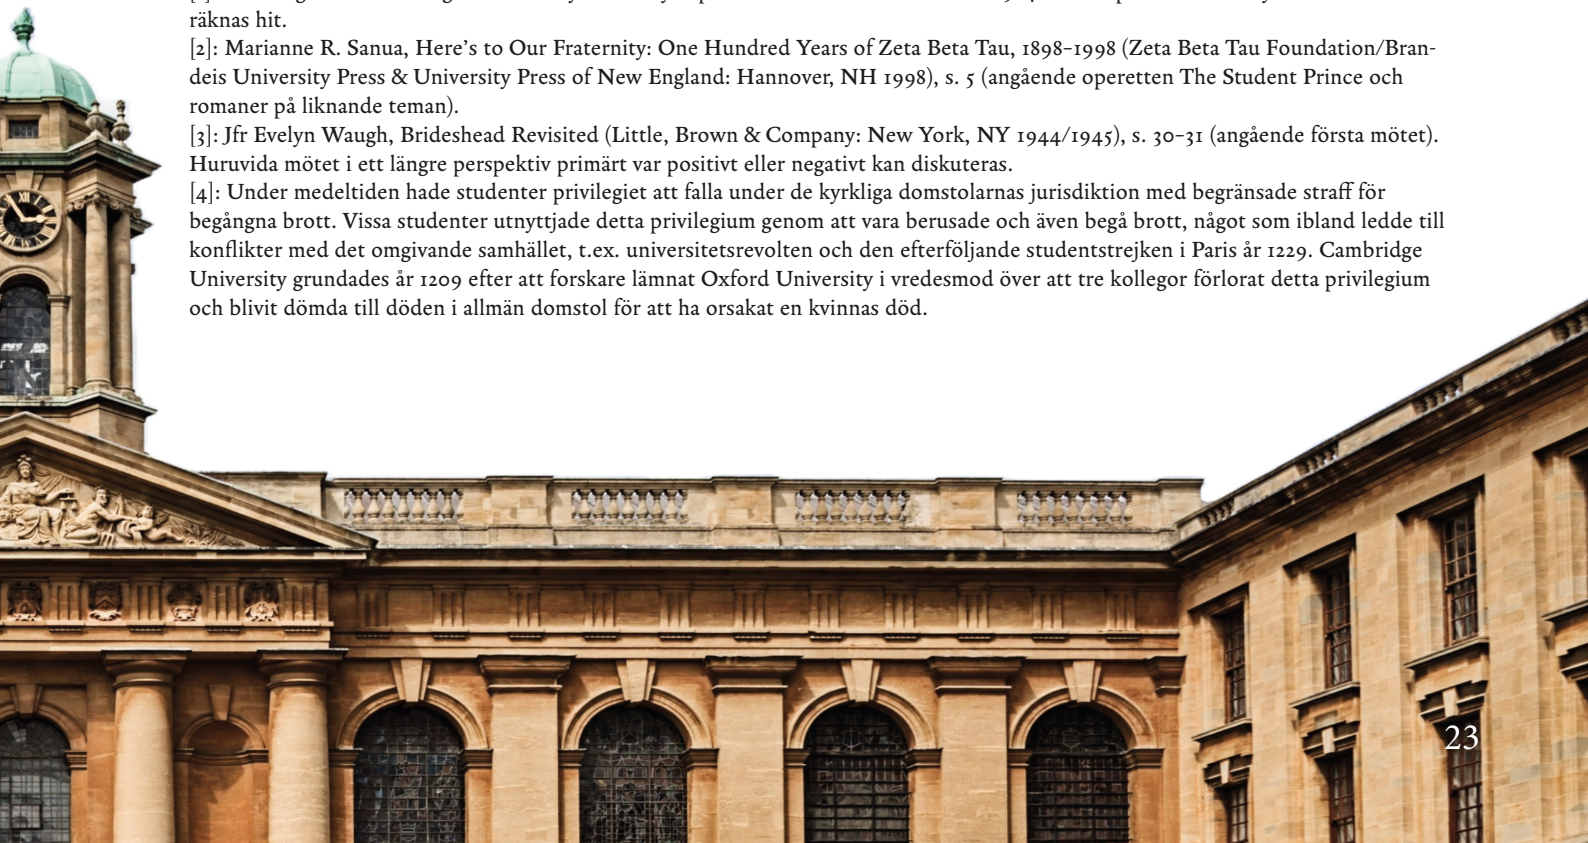 räknas hit.
[2]: Marianne R. Sanua, Here's to Our Fraternity: One Hundred Years of Zeta Beta Tau, 1898–1998 (Zeta Beta Tau Foundation/Bran-
deis University Press & University Press of New England: Hannover, NH 1998), s. 5 (angående operetten The Student Prince och
romaner på liknande teman).
[3]: Jfr Evelyn Waugh, Brideshead Revisited (Little, Brown & Company: New York, NY 1944/1945), s. 30–31 (angående första mötet).
Huruvida mötet i ett längre perspektiv primärt var positivt eller negativt kan diskuteras.
[4]: Under medeltiden hade studenter privilegiet att falla under de kyrkliga domstolarnas jurisdiktion med begränsade straff för
begångna brott. Vissa studenter utnyttjade detta privilegium genom att vara berusade och även begå brott, något som ibland ledde till
konflikter med det omgivande samhället, t.ex. universitetsrevolten och den efterföljande studentstrejken i Paris år 1229. Cambridge
University grundades år 1209 efter att forskare lämnat Oxford University i vredesmod över att tre kollegor förlorat detta privilegium
och blivit dömda till döden i allmän domstol för att ha orsakat en kvinnas död.
23